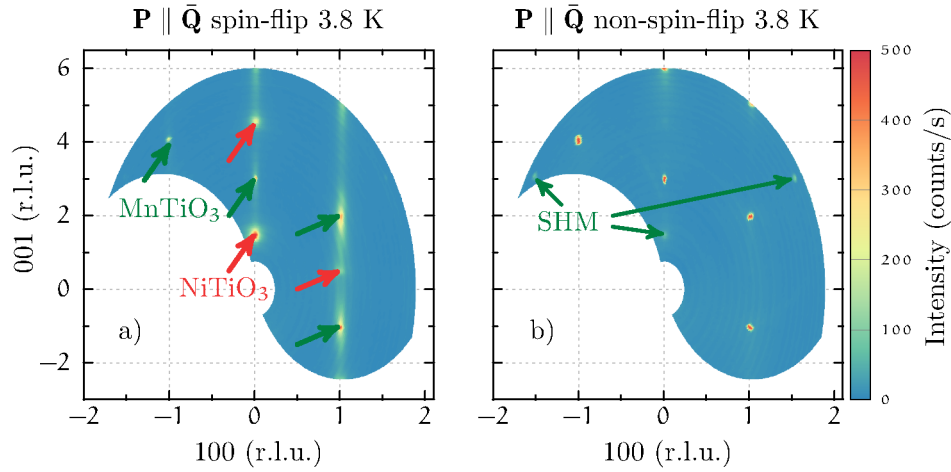 P ∥ Q̄ spin-flip 3.8 K
P ∥ Q̄ non-spin-flip 3.8 K
6
4
2
0
−2
001 (r.l.u.)
MnTiO₃
NiTiO₃
a)
−2 −1 0 1 2
100 (r.l.u.)
SHM
b)
−2 −1 0 1 2
100 (r.l.u.)
500
400
300
200
100
0
Intensity (counts/s)